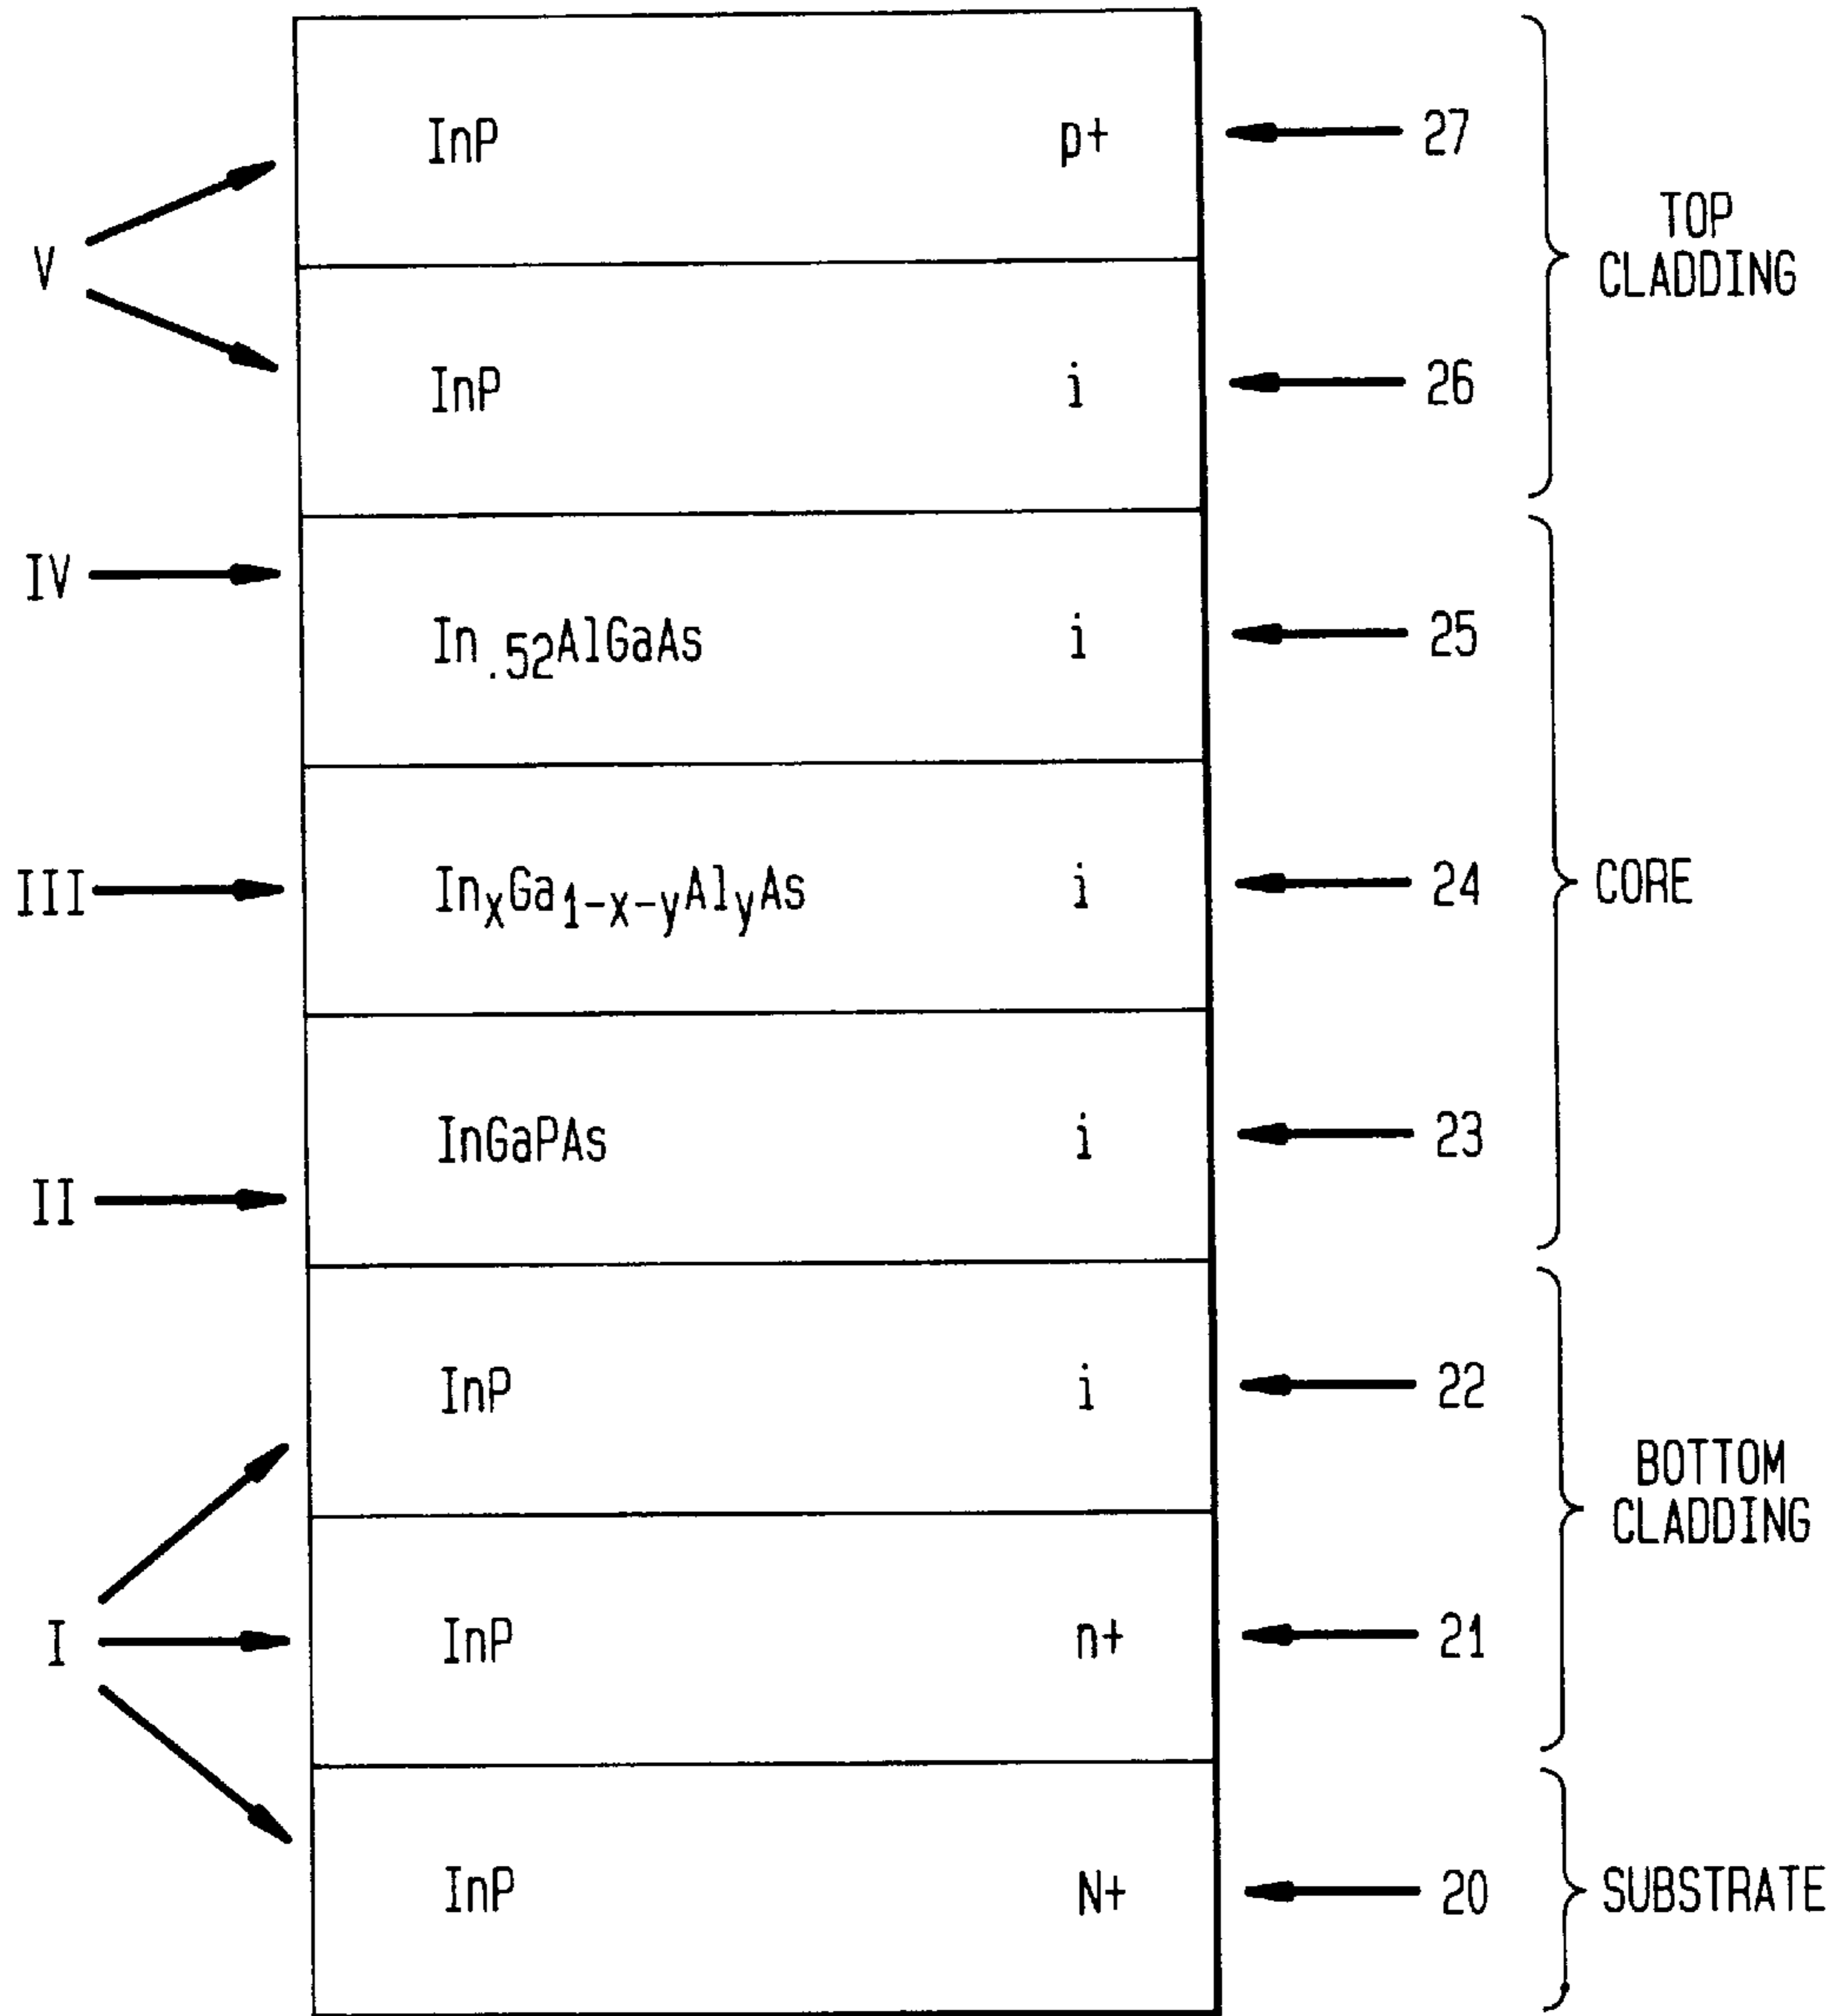 InP p+ 27
V
TOP
CLADDING
InP i 26
IV
In.52AlGaAs i 25
III
InxGa1-x-yAlyAs i 24
CORE
InGaPAs i 23
II
InP i 22
BOTTOM
CLADDING
I
InP n+ 21
InP N+ 20
SUBSTRATE